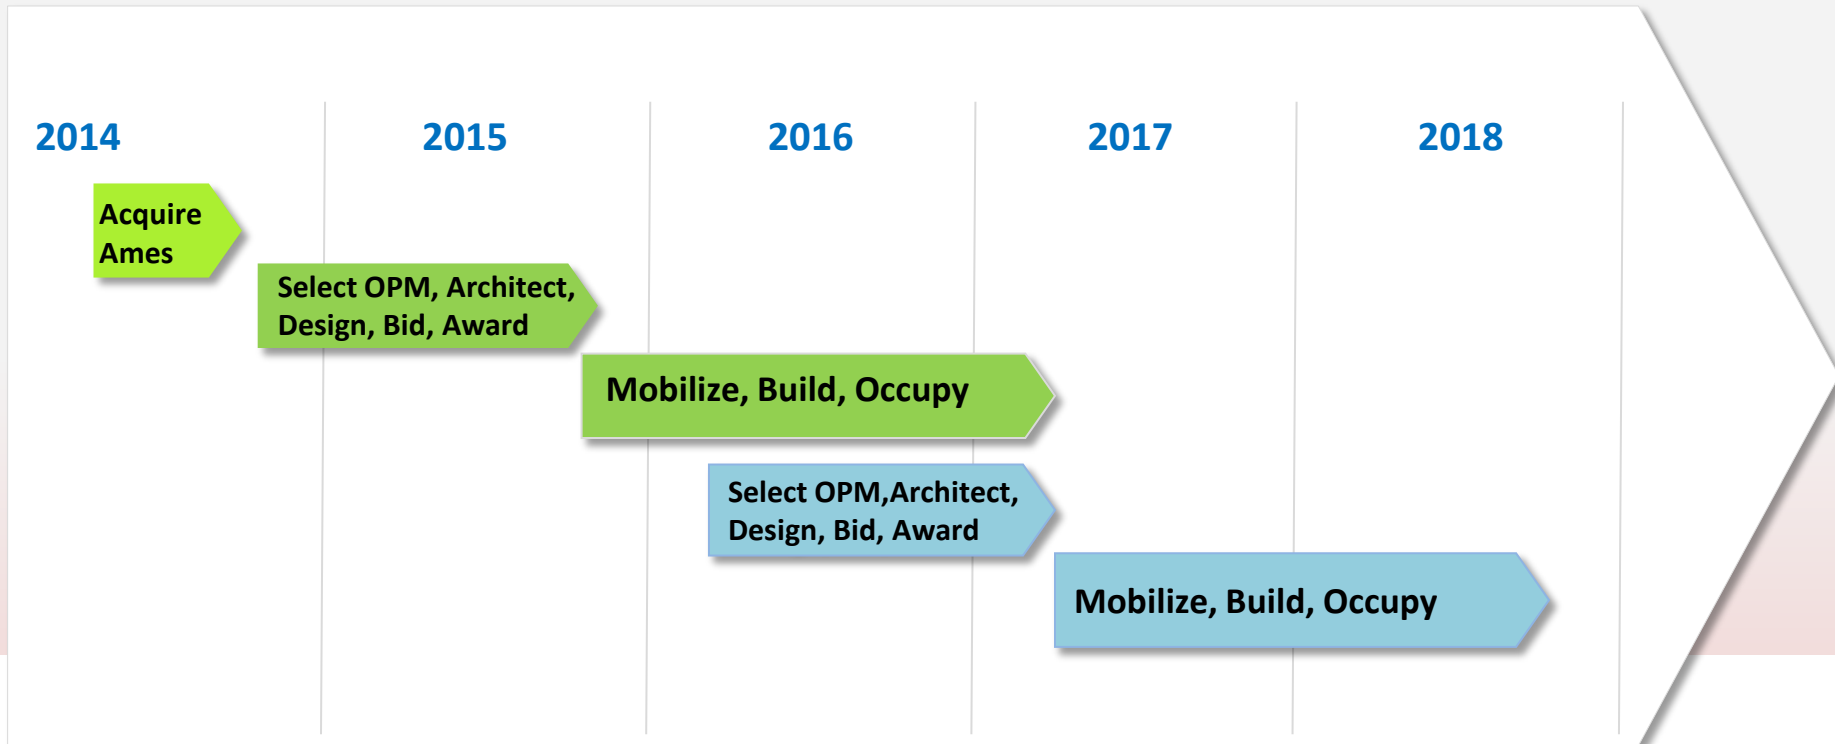 2014
2015
2016
2017
2018
Acquire
Ames
Select OPM, Architect,
Design, Bid, Award
Mobilize, Build, Occupy
Select OPM,Architect,
Design, Bid, Award
Mobilize, Build, Occupy